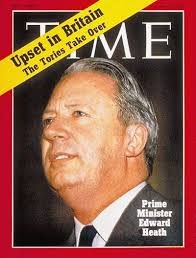 Upset in Britain
The Tories Take Over
TIME
Prime
Minister
Edward
Heath